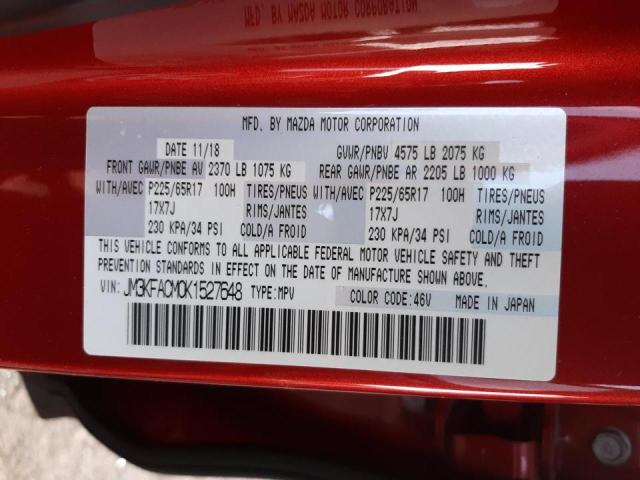 MFD. BY MAZDA MOTOR CORPORATION
DATE 11/18 GVWR/PNBV 4575 LB 2075 KG
FRONT GAWR/PNBE AV 2370 LB 1075 KG REAR GAWR/PNBE AR 2205 LB 1000 KG
WITH/AVEC P225/65R17 100H TIRES/PNEUS WITH/AVEC P225/65R17 100H TIRES/PNEUS
17X7J RIMS/JANTES 17X7J RIMS/JANTES
230 KPA/34 PSI COLD/A FROID 230 KPA/34 PSI COLD/A FROID
THIS VEHICLE CONFORMS TO ALL APPLICABLE FEDERAL MOTOR VEHICLE SAFETY AND THEFT
PREVENTION STANDARDS IN EFFECT ON THE DATE OF MANUFACTURE SHOWN ABOVE.
VIN: JM3KFACM0K1527648 TYPE: MPV COLOR CODE: 46V MADE IN JAPAN